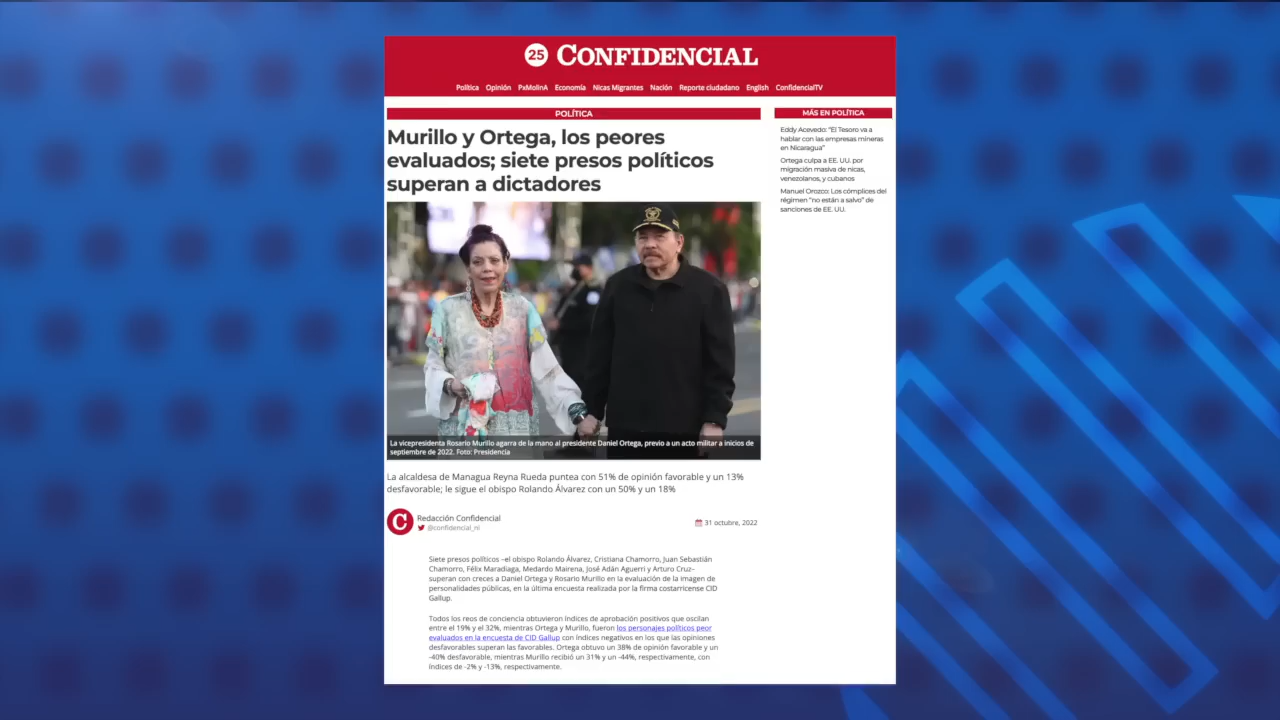 25 CONFIDENCIAL
Política Opinión PxMolinA Economía Nicas Migrantes Nación Reporte ciudadano English ConfidencialTV
POLÍTICA
Murillo y Ortega, los peores
evaluados; siete presos políticos
superan a dictadores
La vicepresidenta Rosario Murillo agarra de la mano al presidente Daniel Ortega, previo a un acto militar a inicios de
septiembre de 2022. Foto: Presidencia
La alcaldesa de Managua Reyna Rueda puntea con 51% de opinión favorable y un 13%
desfavorable; le sigue el obispo Rolando Álvarez con un 50% y un 18%
C
Redacción Confidencial
@confidencial_ni
31 octubre, 2022
Siete presos políticos –el obispo Rolando Álvarez, Cristiana Chamorro, Juan Sebastián
Chamorro, Félix Maradiaga, Medardo Mairena, José Adán Aguerri y Arturo Cruz–
superan con creces a Daniel Ortega y Rosario Murillo en la evaluación de la imagen de
personalidades públicas, en la última encuesta realizada por la firma costarricense CID
Gallup.
Todos los reos de conciencia obtuvieron índices de aprobación positivos que oscilan
entre el 19% y el 32%, mientras Ortega y Murillo, fueron los personajes políticos peor
evaluados en la encuesta de CID Gallup con índices negativos en los que las opiniones
desfavorables superan las favorables. Ortega obtuvo un 38% de opinión favorable y un
-40% desfavorable, mientras Murillo recibió un 31% y un -44%, respectivamente, con
índices de -2% y -13%, respectivamente.
MÁS EN POLÍTICA
Eddy Acevedo: “El Tesoro va a
hablar con las empresas mineras
en Nicaragua”
Ortega culpa a EE. UU. por
migración masiva de nicas,
venezolanos, y cubanos
Manuel Orozco: Los cómplices del
régimen “no están a salvo” de
sanciones de EE. UU.